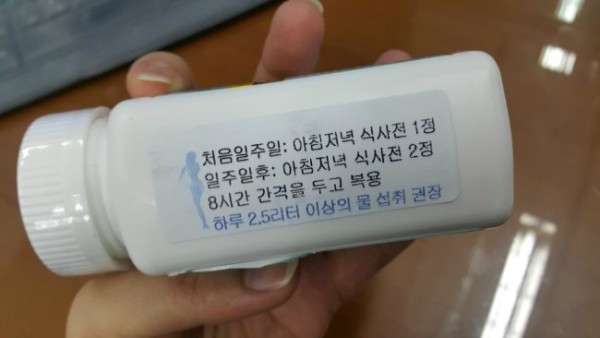 처음일주일: 아침저녁 식사전 1정
일주일후: 아침저녁 식사전 2정
8시간 간격을 두고 복용
하루 2.5리터 이상의 물 섭취 권장